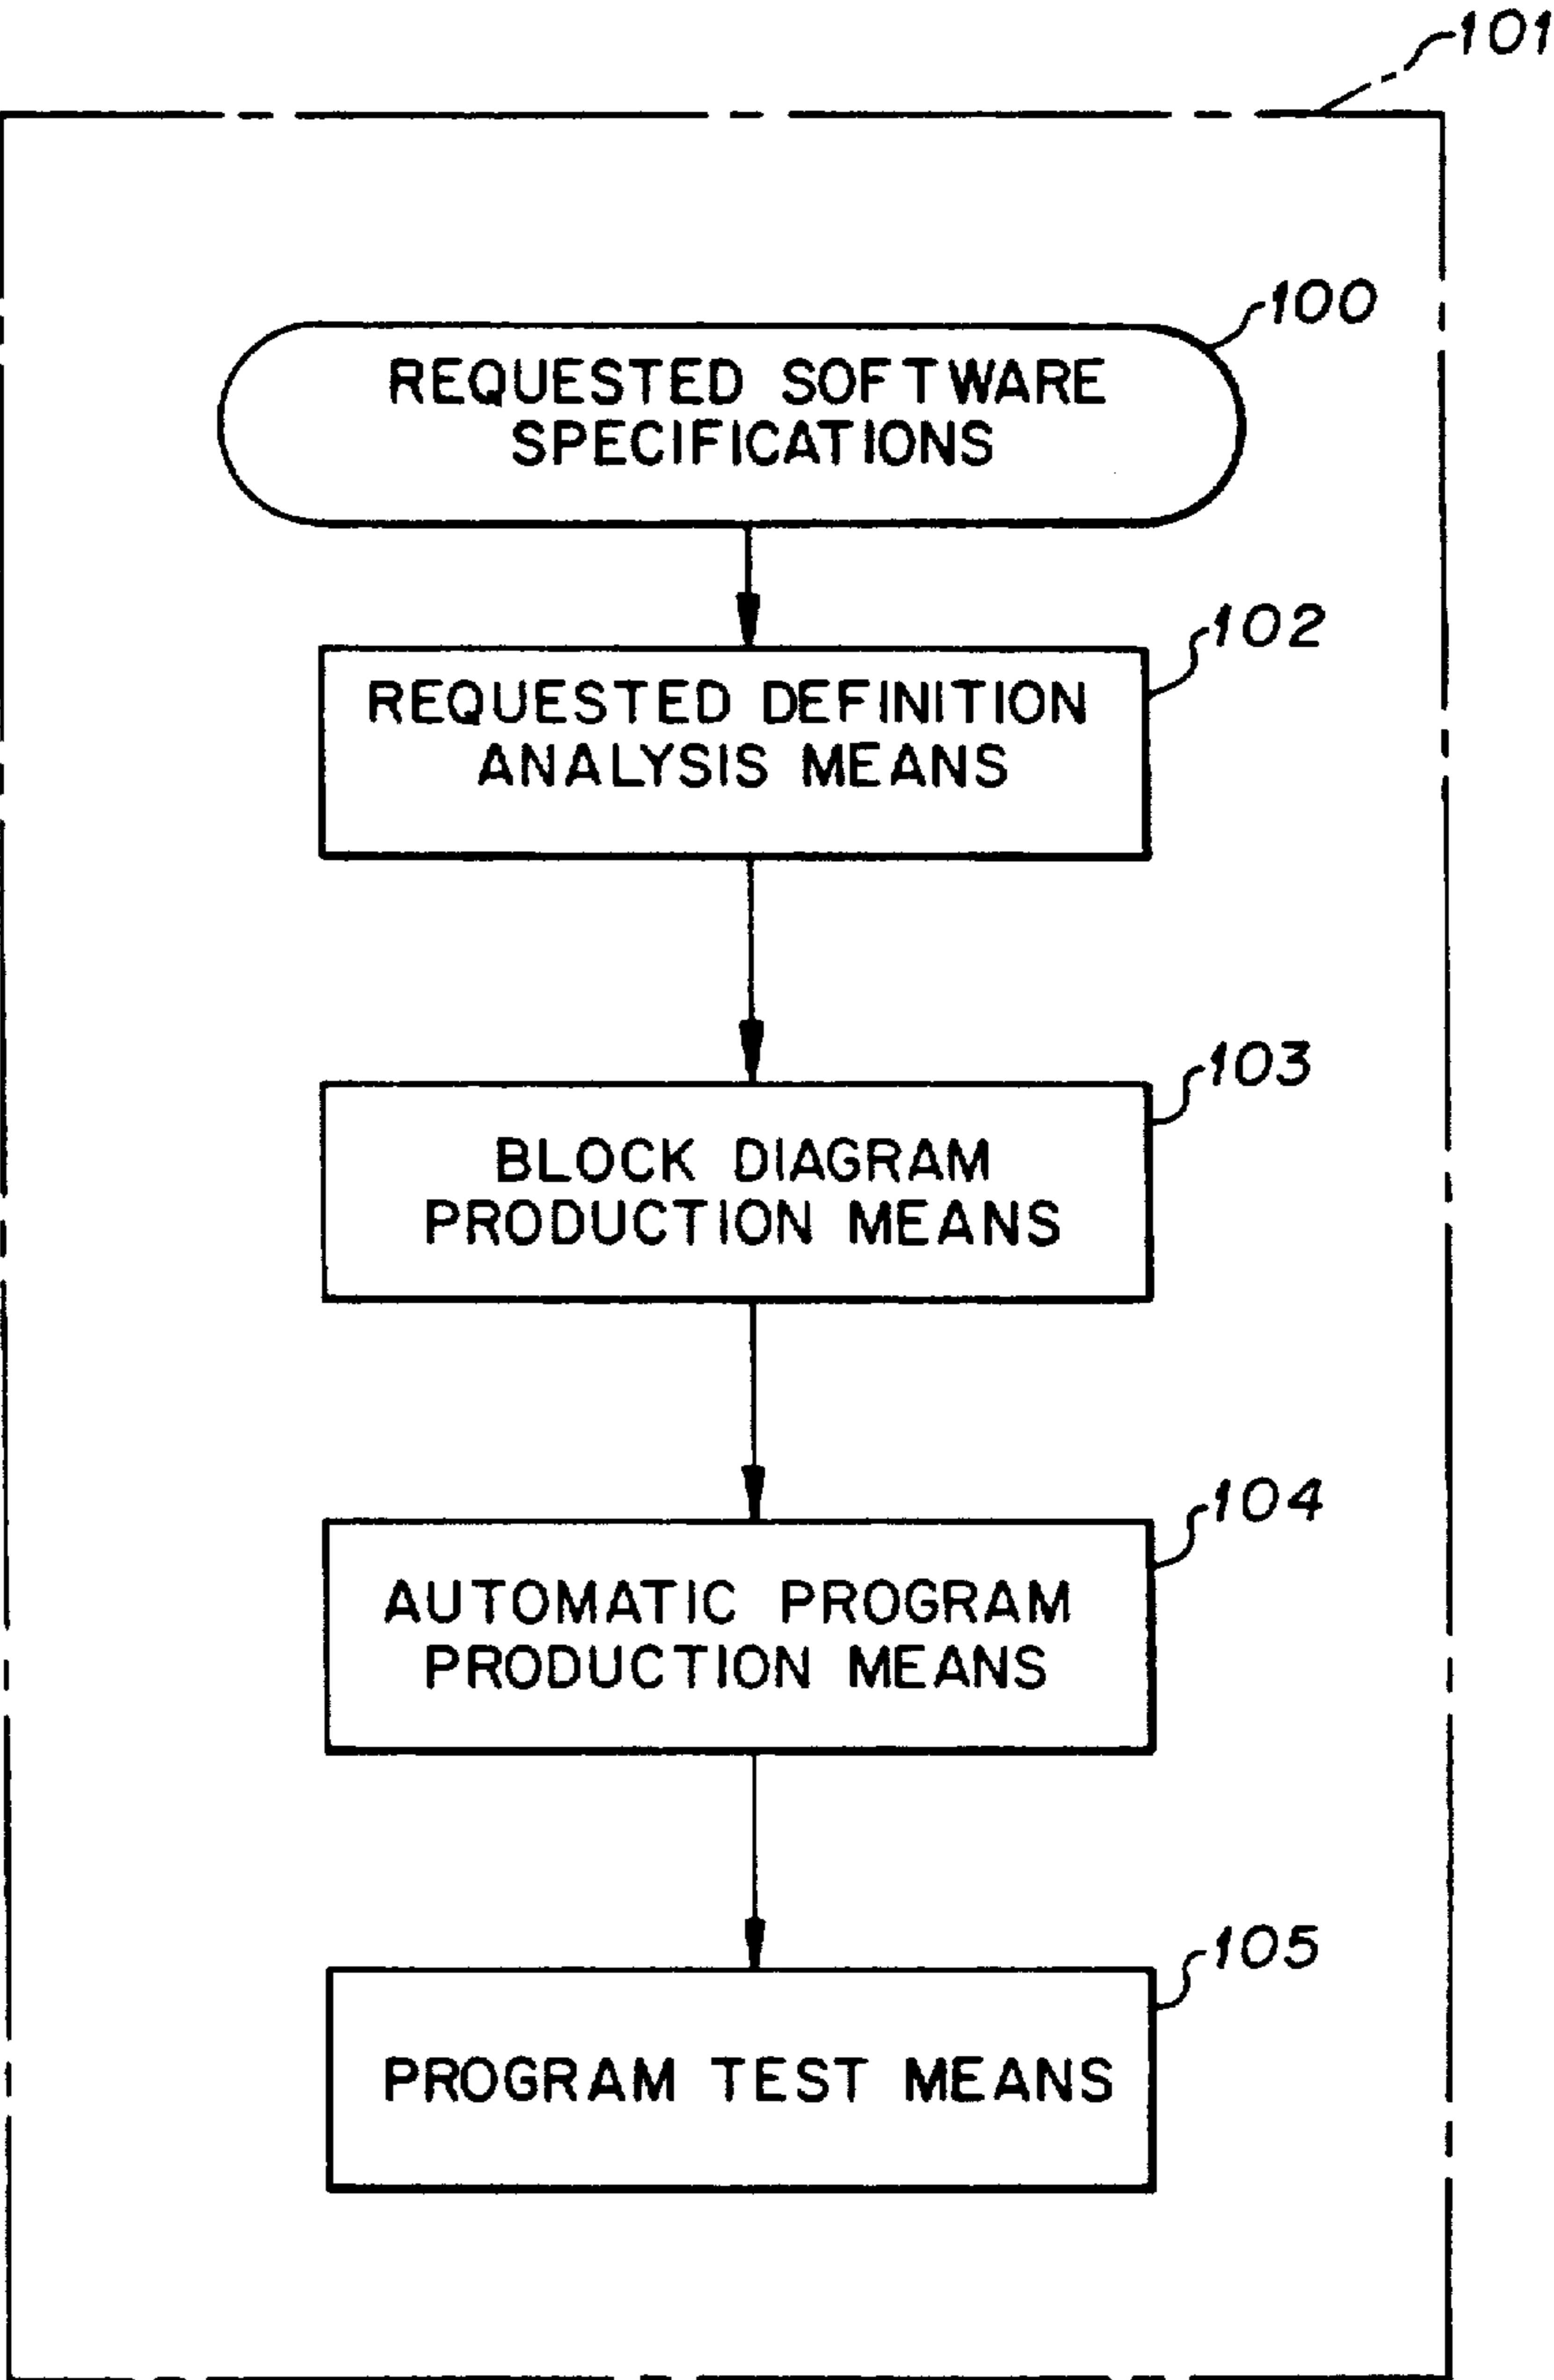 101
100
REQUESTED SOFTWARE
SPECIFICATIONS
102
REQUESTED DEFINITION
ANALYSIS MEANS
103
BLOCK DIAGRAM
PRODUCTION MEANS
104
AUTOMATIC PROGRAM
PRODUCTION MEANS
105
PROGRAM TEST MEANS